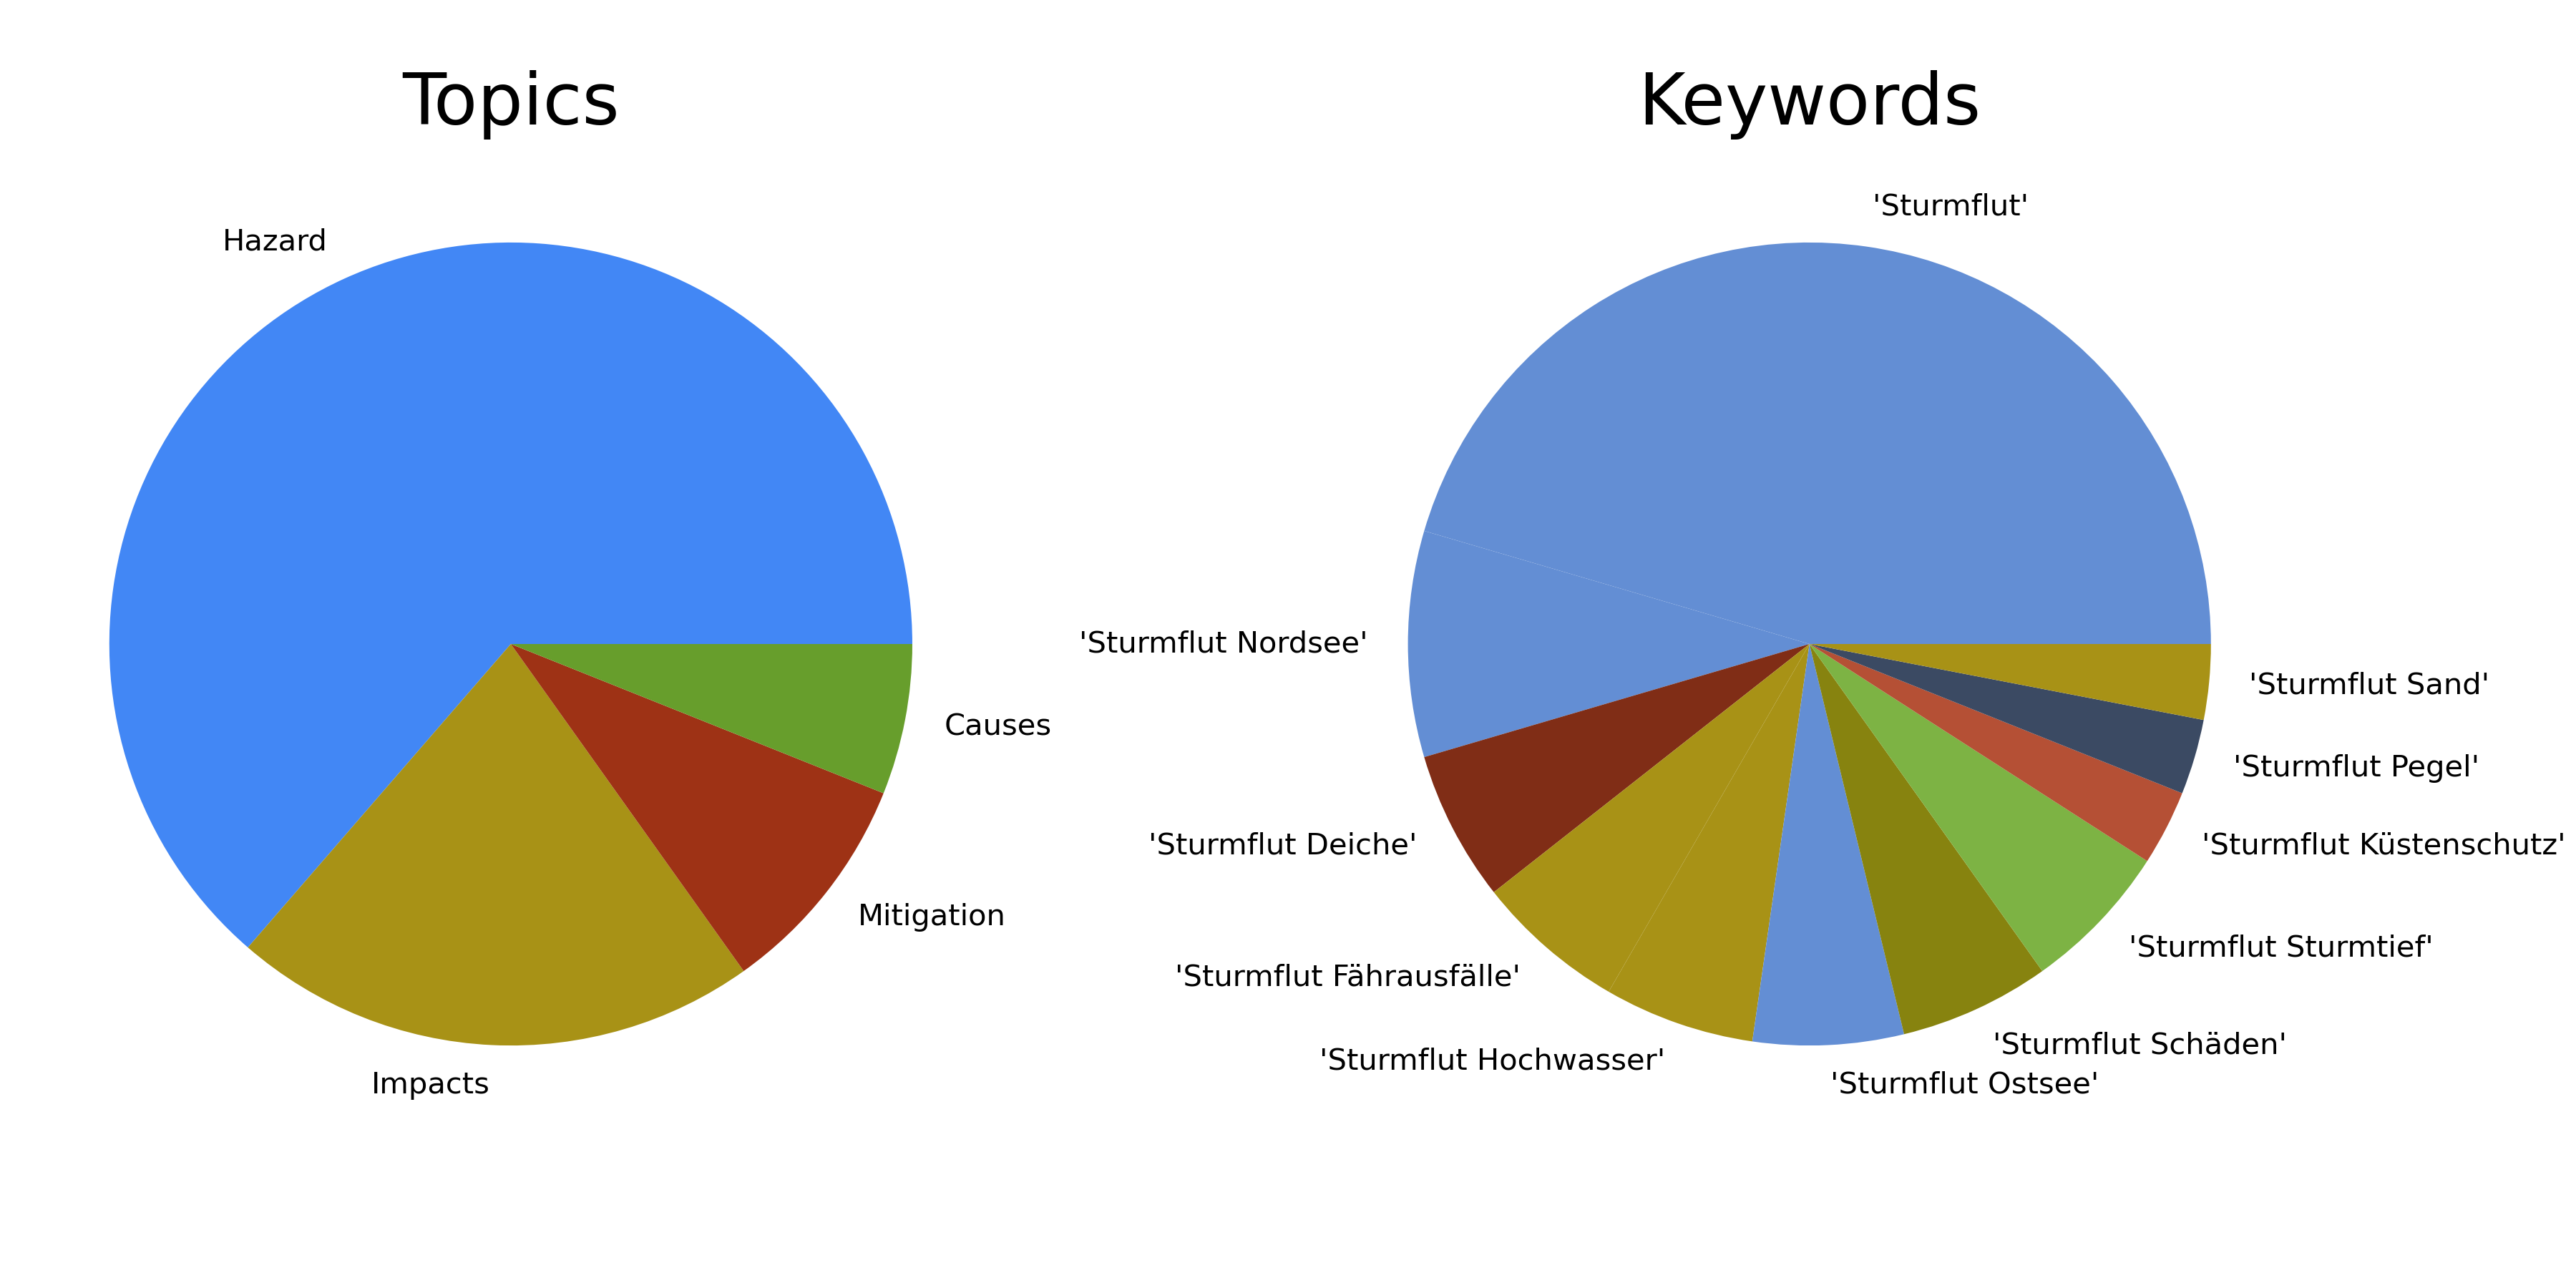 Topics
Hazard
Causes
Mitigation
Impacts
Keywords
'Sturmflut'
'Sturmflut Nordsee'
'Sturmflut Deiche'
'Sturmflut Fährausfälle'
'Sturmflut Hochwasser'
'Sturmflut Ostsee'
'Sturmflut Schäden'
'Sturmflut Sturmtief'
'Sturmflut Küstenschutz'
'Sturmflut Pegel'
'Sturmflut Sand'